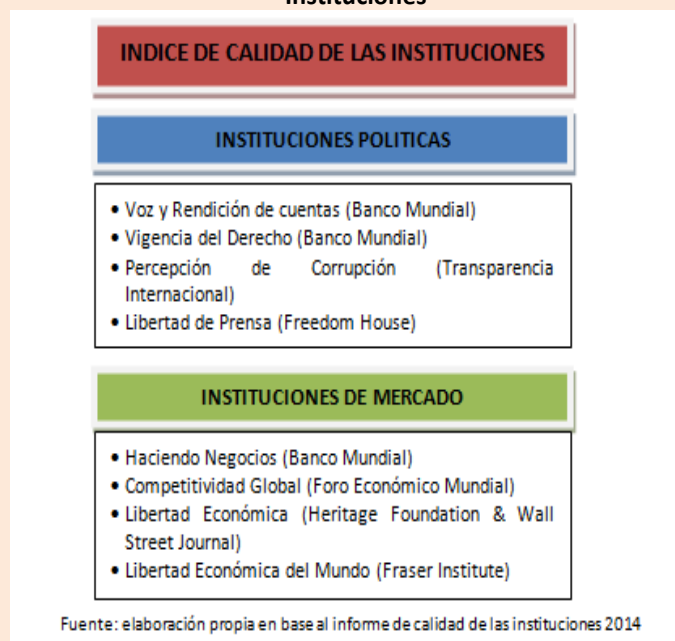 Instituciones
INDICE DE CALIDAD DE LAS INSTITUCIONES
INSTITUCIONES POLITICAS
• Voz y Rendición de cuentas (Banco Mundial)
• Vigencia del Derecho (Banco Mundial)
• Percepción de Corrupción (Transparencia
Internacional)
• Libertad de Prensa (Freedom House)
INSTITUCIONES DE MERCADO
• Haciendo Negocios (Banco Mundial)
• Competitividad Global (Foro Económico Mundial)
• Libertad Económica (Heritage Foundation & Wall
Street Journal)
• Libertad Económica del Mundo (Fraser Institute)
Fuente: elaboración propia en base al informe de calidad de las instituciones 2014